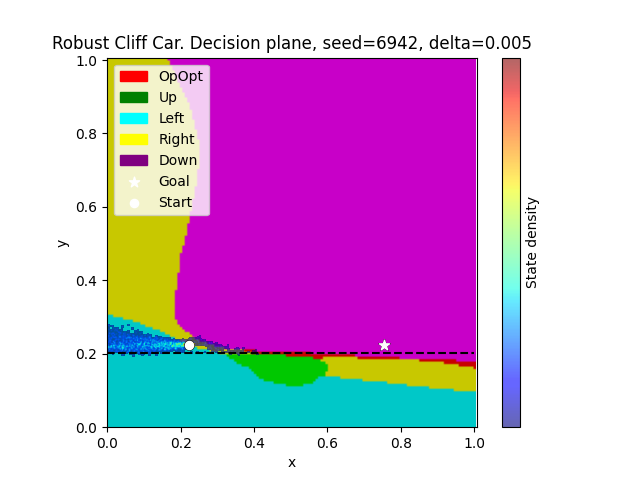 Robust Cliff Car. Decision plane, seed=6942, delta=0.005
OpOpt
Up
Left
Right
Down
Goal
Start
1.0
0.8
0.6
0.4
0.2
0.0
y
0.0 0.2 0.4 0.6 0.8 1.0
x
State density